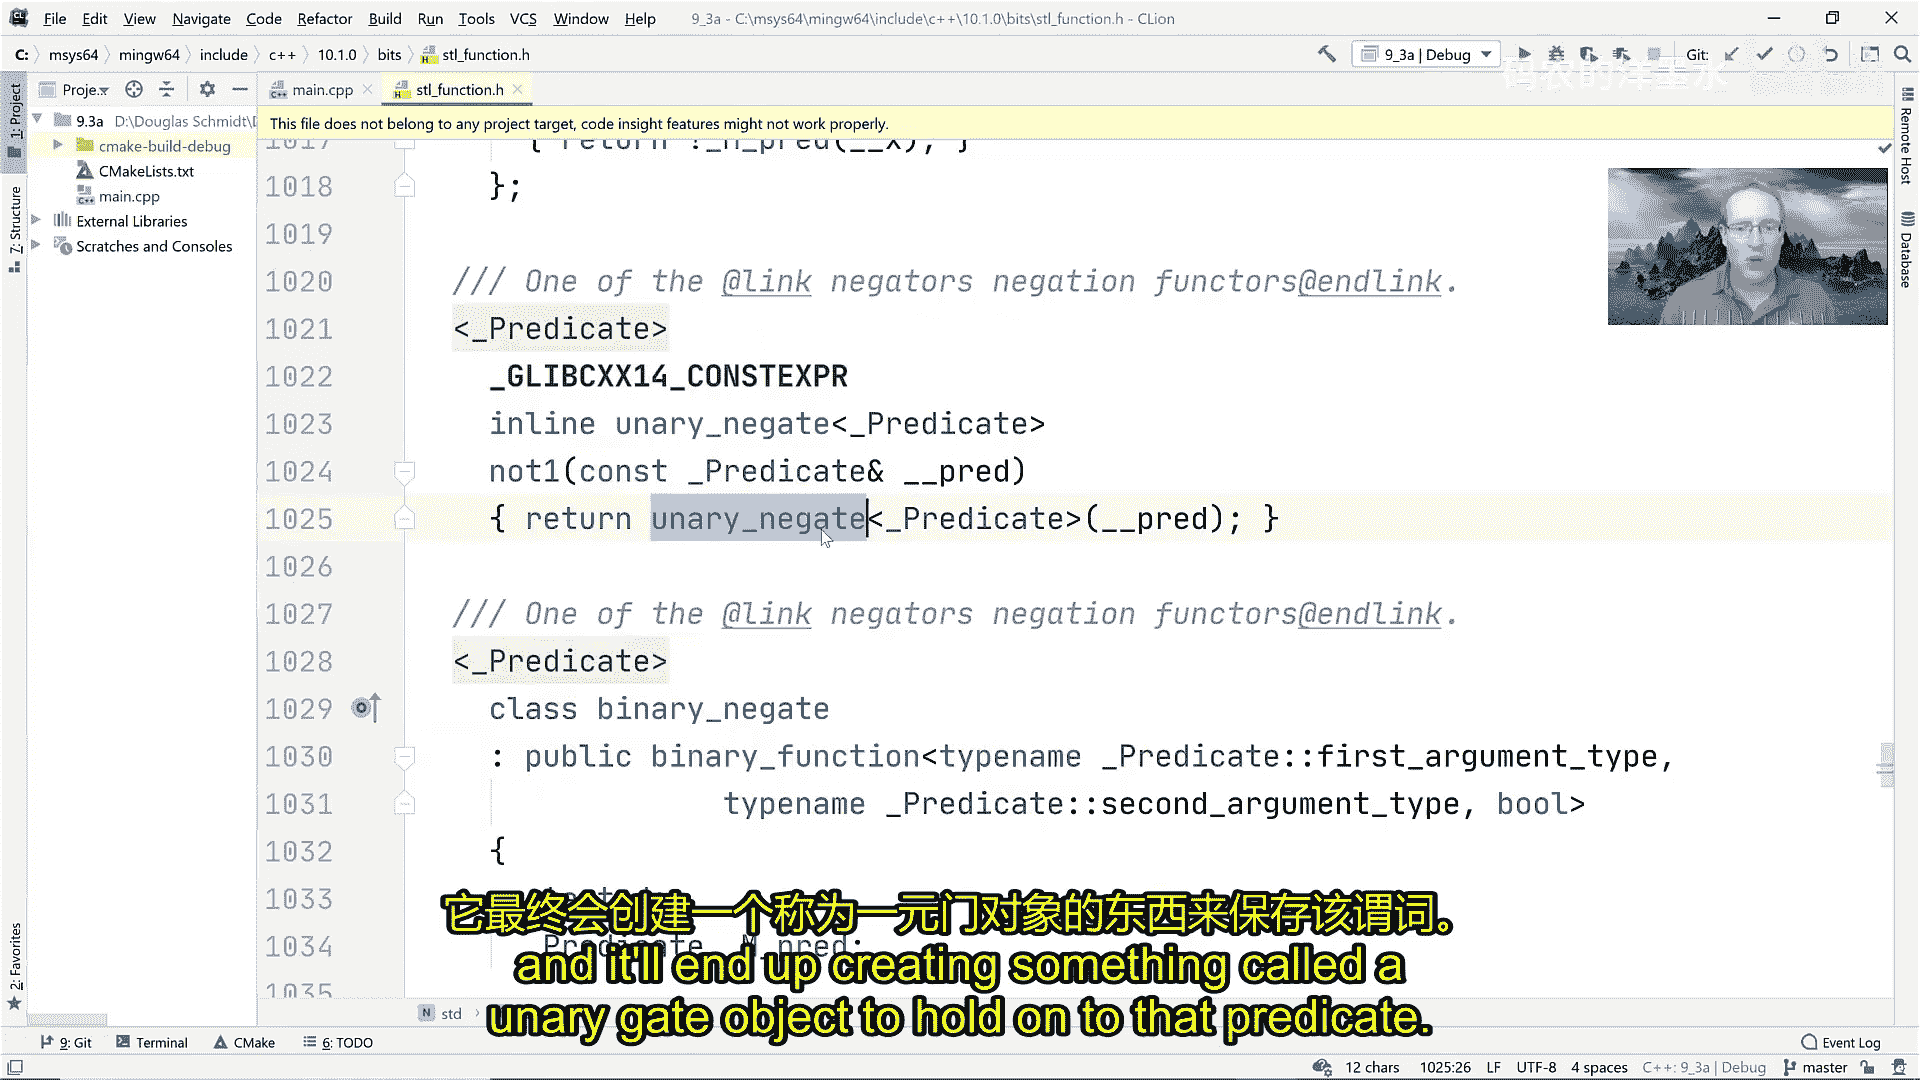 File Edit View Navigate Code Refactor Build Run Tools VCS Window Help 9_3a - C:\msys64\mingw64\include\c++\10.1.0\bits\stl_function.h - CLion
C: msys64 mingw64 include c++ 10.1.0 bits stl_function.h 9_3a | Debug Git:
Proje... main.cpp stl_function.h
1: Project
9.3a D:\Douglas Schmidt\
This file does not belong to any project target, code insight features might not work properly.
cmake-build-debug
CMakeLists.txt
main.cpp
External Libraries
Scratches and Consoles
7: Structure
2: Favorites
Remote Host
Database
1017 { return !_M_pred(__x); }
1018 };
1019
1020 /// One of the @link negators negation functors@endlink.
1021 <_Predicate>
1022 _GLIBCXX14_CONSTEXPR
1023 inline unary_negate<_Predicate>
1024 not1(const _Predicate& __pred)
1025 { return unary_negate<_Predicate>(__pred); }
1026
1027 /// One of the @link negators negation functors@endlink.
1028 <_Predicate>
1029 class binary_negate
1030 : public binary_function<typename _Predicate::first_argument_type,
1031 typename _Predicate::second_argument_type, bool>
1032 {
1033
1034 _Predicate _M_pred;
1035
它最终会创建一个称为一元门对象的东西来保存该谓词。
and it'll end up creating something called a
unary gate object to hold on to that predicate.
std
9: Git Terminal CMake 6: TODO Event Log
12 chars 1025:26 LF UTF-8 4 spaces C++: 9_3a | Debug master